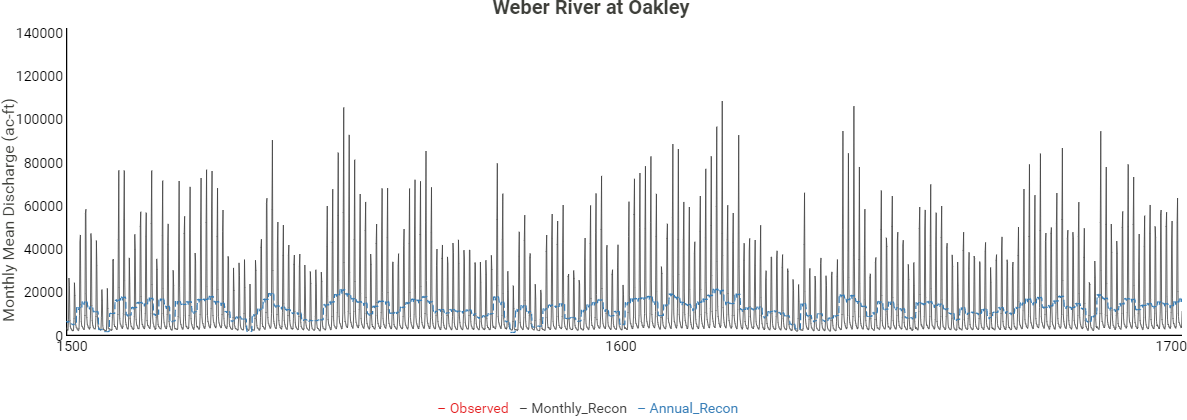 Weber River at Oakley
Monthly Mean Discharge (ac-ft)
140000
120000
100000
80000
60000
40000
20000
0
1500 1600 1700
Observed Monthly_Recon Annual_Recon